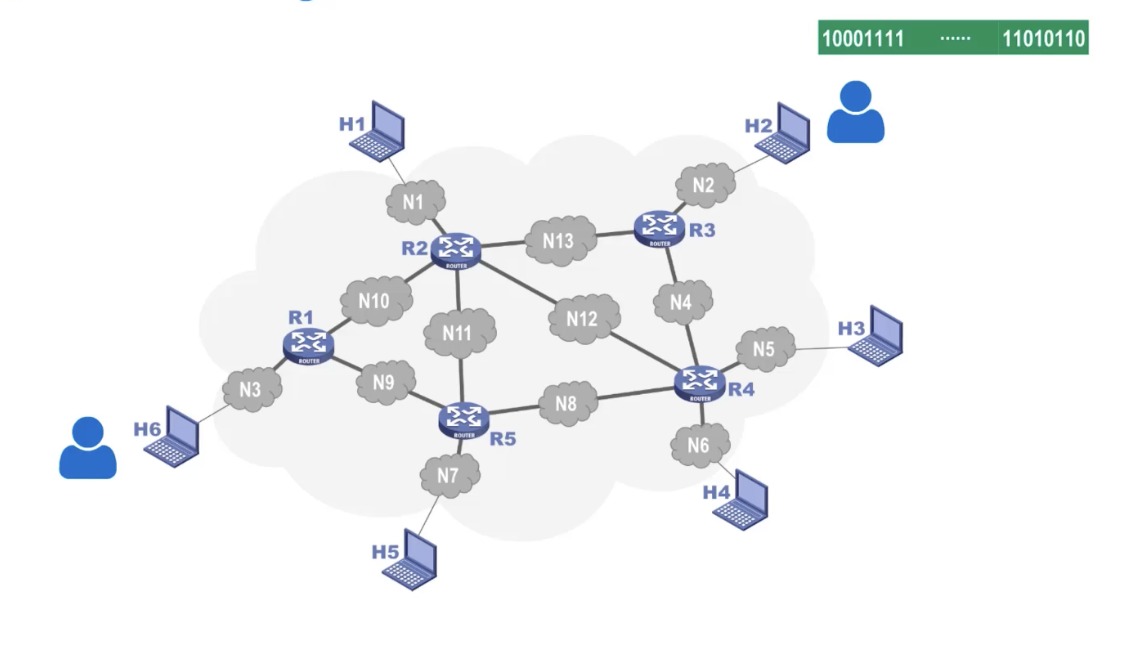 10001111 ...... 11010110
H1
H2
N1
N2
R2
ROUTER
N13
R3
ROUTER
N10
N11
N12
N4
R1
ROUTER
N5
H3
N3
N9
N8
R4
ROUTER
H6
R5
ROUTER
N6
N7
H4
H5